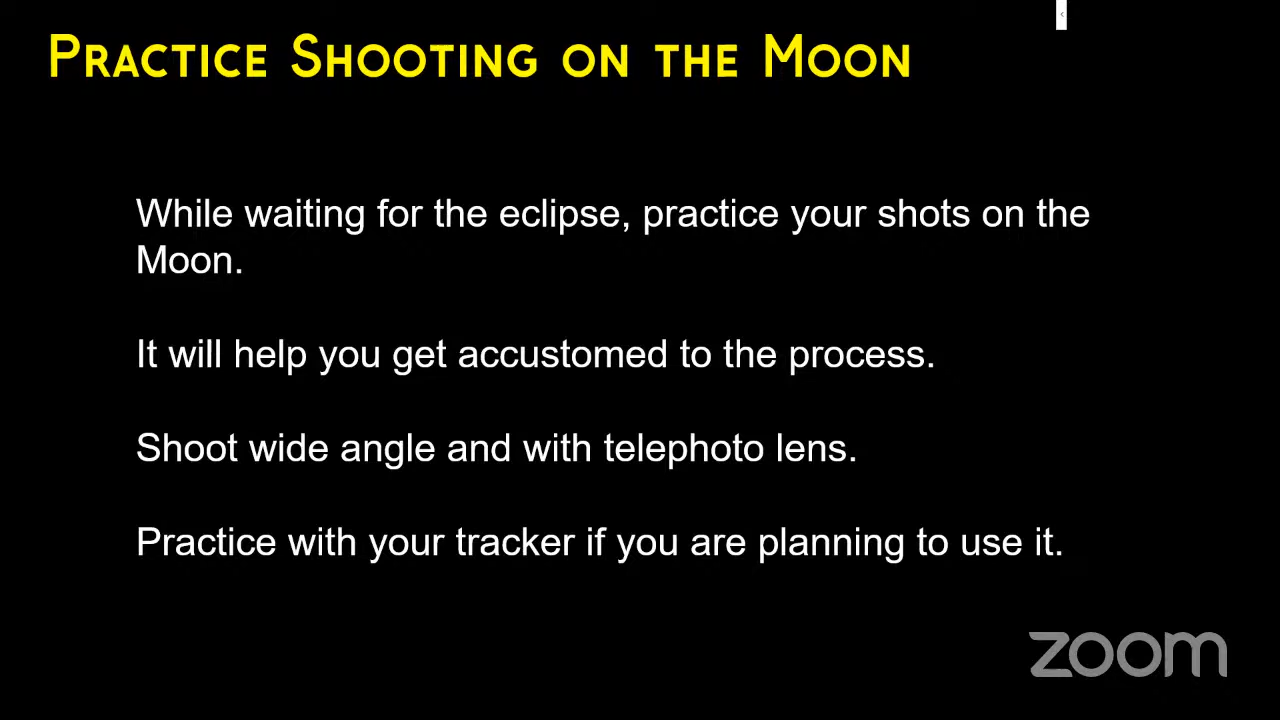 Practice Shooting on the Moon
While waiting for the eclipse, practice your shots on the
Moon.
It will help you get accustomed to the process.
Shoot wide angle and with telephoto lens.
Practice with your tracker if you are planning to use it.
zoom